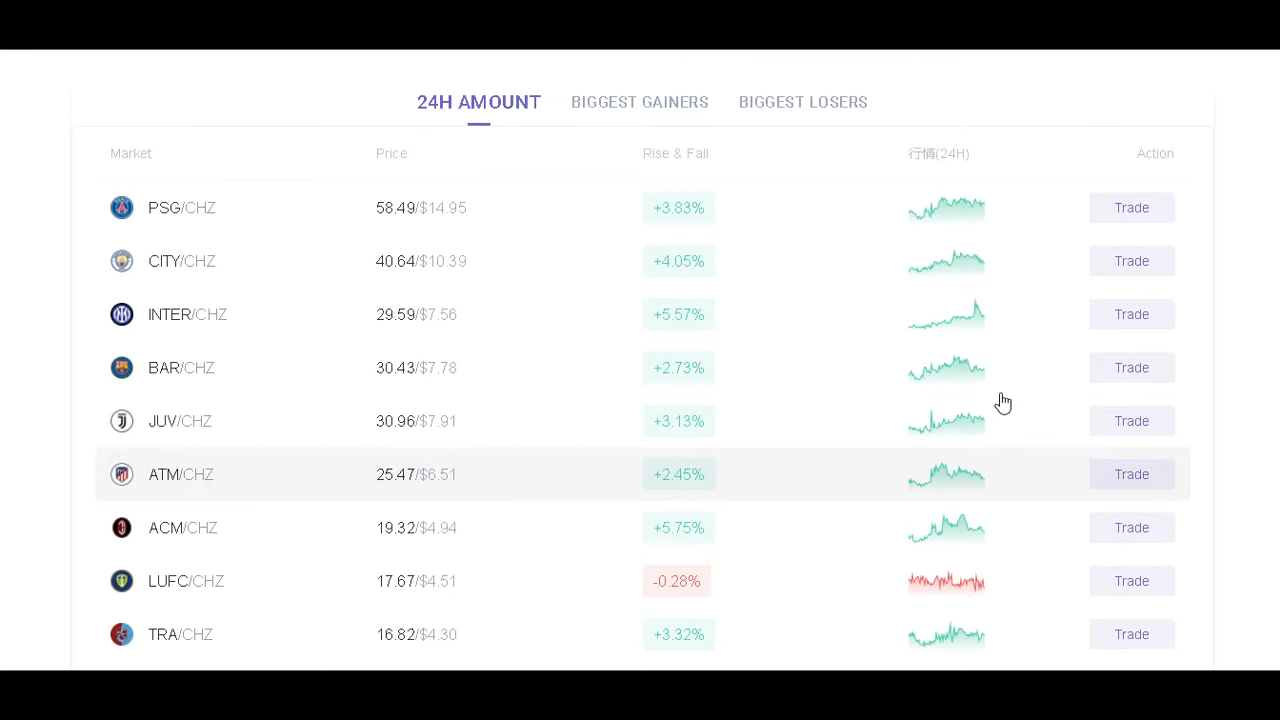 24H AMOUNT BIGGEST GAINERS BIGGEST LOSERS
Market Price Rise & Fall 行情(24H) Action
PSG/CHZ 58.49/$14.95 +3.83% Trade
CITY/CHZ 40.64/$10.39 +4.05% Trade
INTER/CHZ 29.59/$7.56 +5.57% Trade
BAR/CHZ 30.43/$7.78 +2.73% Trade
JUV/CHZ 30.96/$7.91 +3.13% Trade
ATM/CHZ 25.47/$6.51 +2.45% Trade
ACM/CHZ 19.32/$4.94 +5.75% Trade
LUFC/CHZ 17.67/$4.51 -0.28% Trade
TRA/CHZ 16.82/$4.30 +3.32% Trade